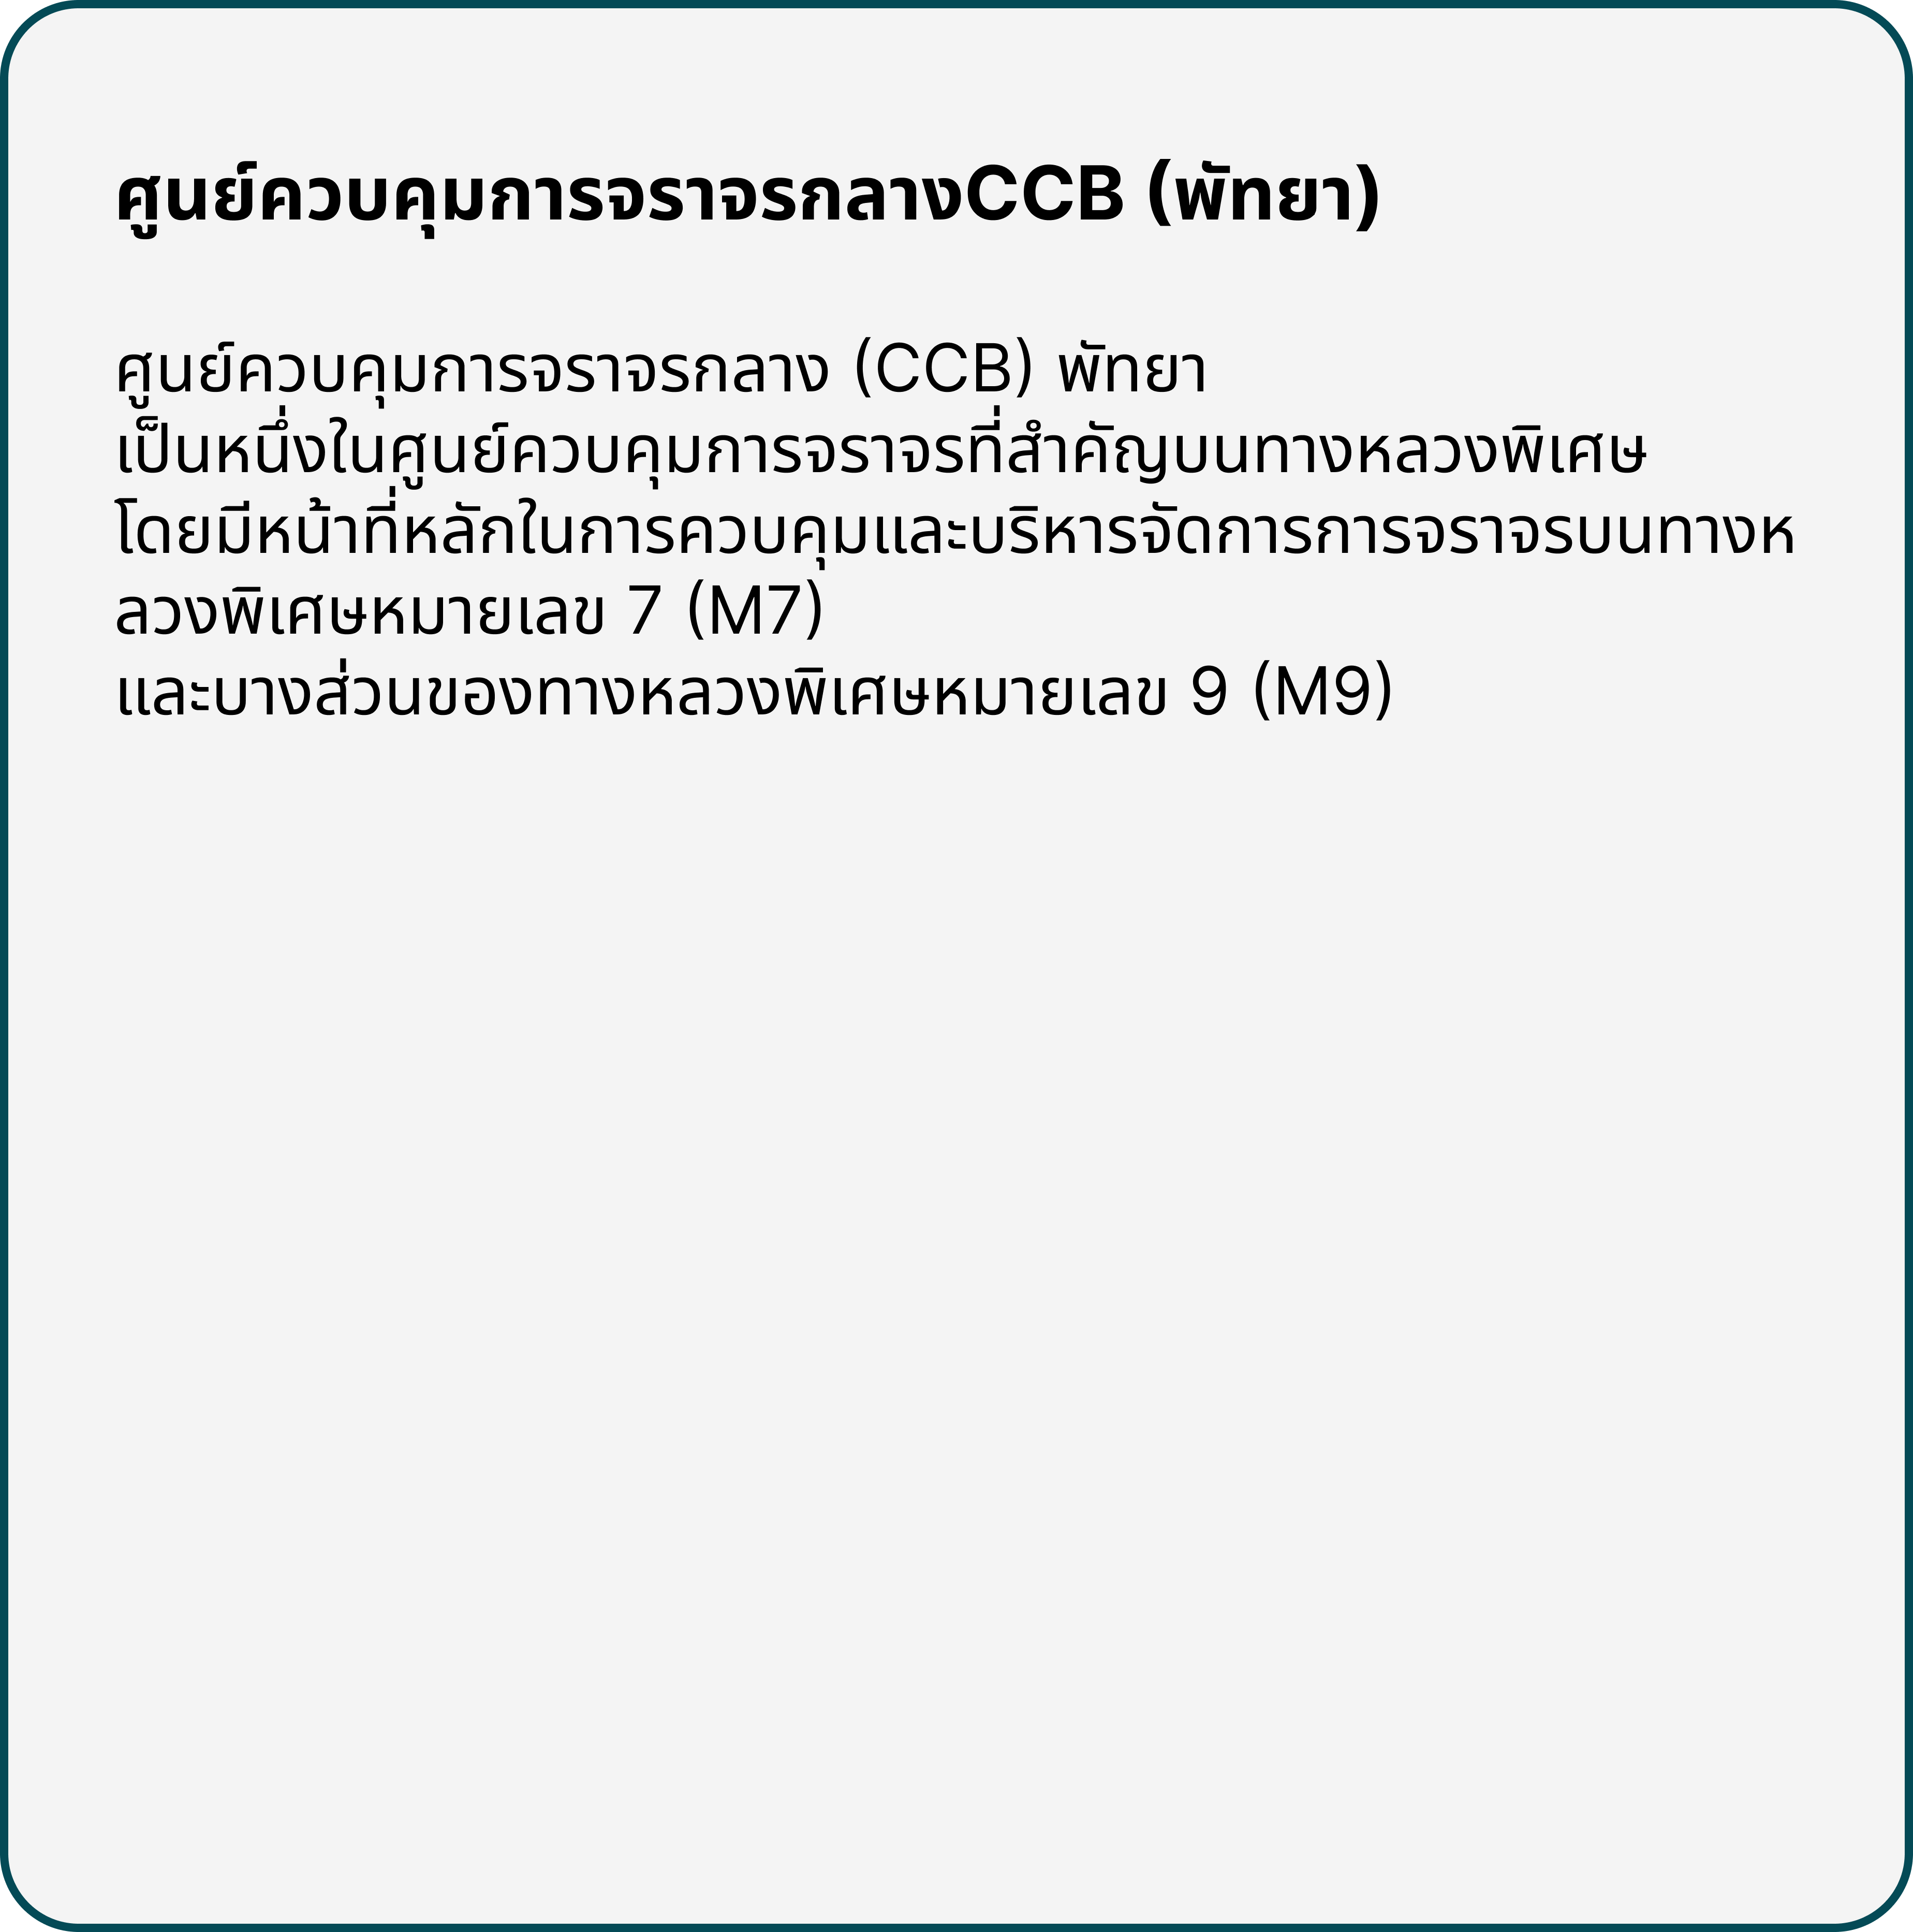 ศูนย์ควบคุมการจราจรกลางCCB (พัทยา)
ศูนย์ควบคุมการจราจรกลาง (CCB) พัทยา
เป็นหนึ่งในศูนย์ควบคุมการจราจรที่สำคัญบนทางหลวงพิเศษ
โดยมีหน้าที่หลักในการควบคุมและบริหารจัดการการจราจรบนทางห
ลวงพิเศษหมายเลข 7 (M7)
และบางส่วนของทางหลวงพิเศษหมายเลข 9 (M9)